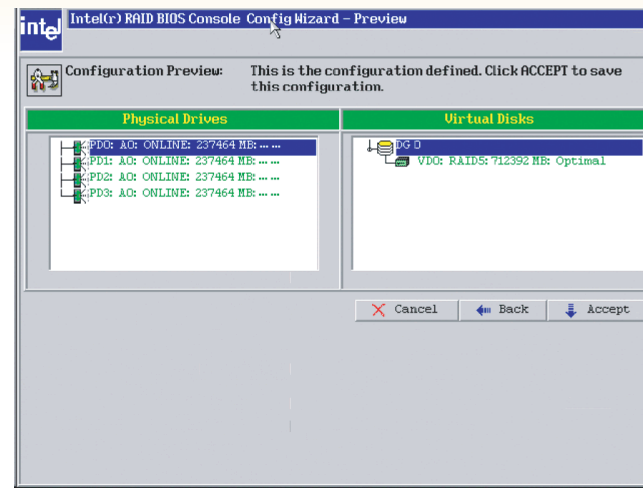 intel
Intel(r) RAID BIOS Console Config Wizard – Preview
Configuration Preview:
This is the configuration defined. Click ACCEPT to save
this configuration.
Physical Drives
PD0: A0: ONLINE: 237464 MB: ... ...
PD1: A0: ONLINE: 237464 MB: ... ...
PD2: A0: ONLINE: 237464 MB: ... ...
PD3: A0: ONLINE: 237464 MB: ... ...
Virtual Disks
DG 0
VD0: RAID5: 712392 MB: Optimal
Cancel
Back
Accept